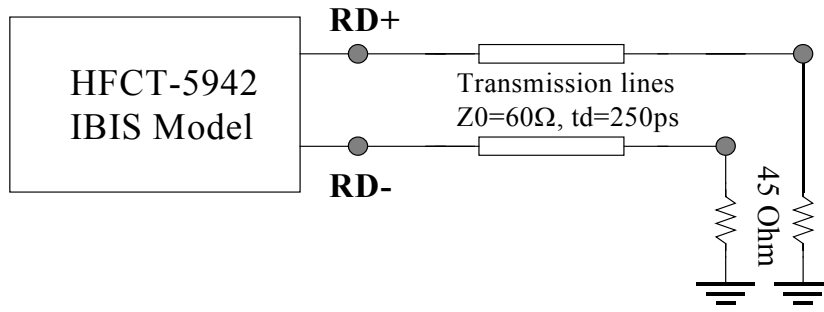 RD+
HFCT-5942
IBIS Model
Transmission lines
Z0=60Ω, td=250ps
RD-
45 Ohm